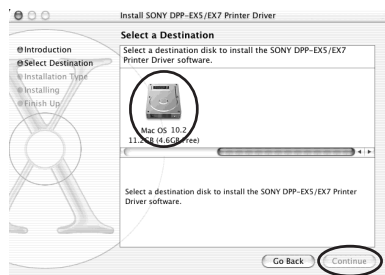 Install SONY DPP-EX5/EX7 Printer Driver
Select a Destination
Introduction
Select Destination
Installation Type
Installing
Finish Up
Select a destination disk to install the SONY DPP-EX5/EX7
Printer Driver software.
Mac OS 10.2
11.2GB (4.6GB Free)
Select a destination disk to install the SONY DPP-EX5/EX7 Printer
Driver software.
Go Back
Continue